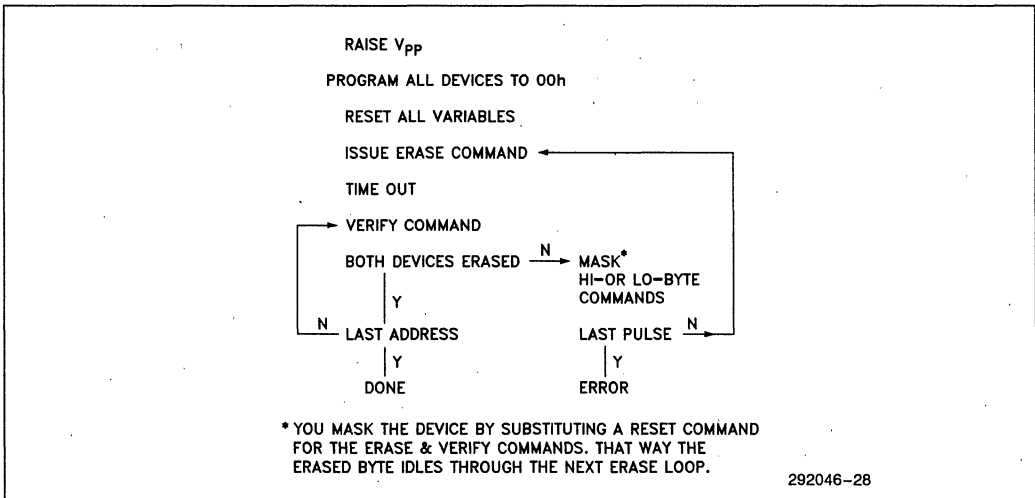 RAISE VPP
PROGRAM ALL DEVICES TO 00h
RESET ALL VARIABLES
ISSUE ERASE COMMAND
TIME OUT
VERIFY COMMAND
BOTH DEVICES ERASED N MASK*
HI-OR LO-BYTE
COMMANDS
Y
N LAST ADDRESS LAST PULSE N
Y Y
DONE ERROR
* YOU MASK THE DEVICE BY SUBSTITUTING A RESET COMMAND
FOR THE ERASE & VERIFY COMMANDS. THAT WAY THE
ERASED BYTE IDLES THROUGH THE NEXT ERASE LOOP.
292046-28